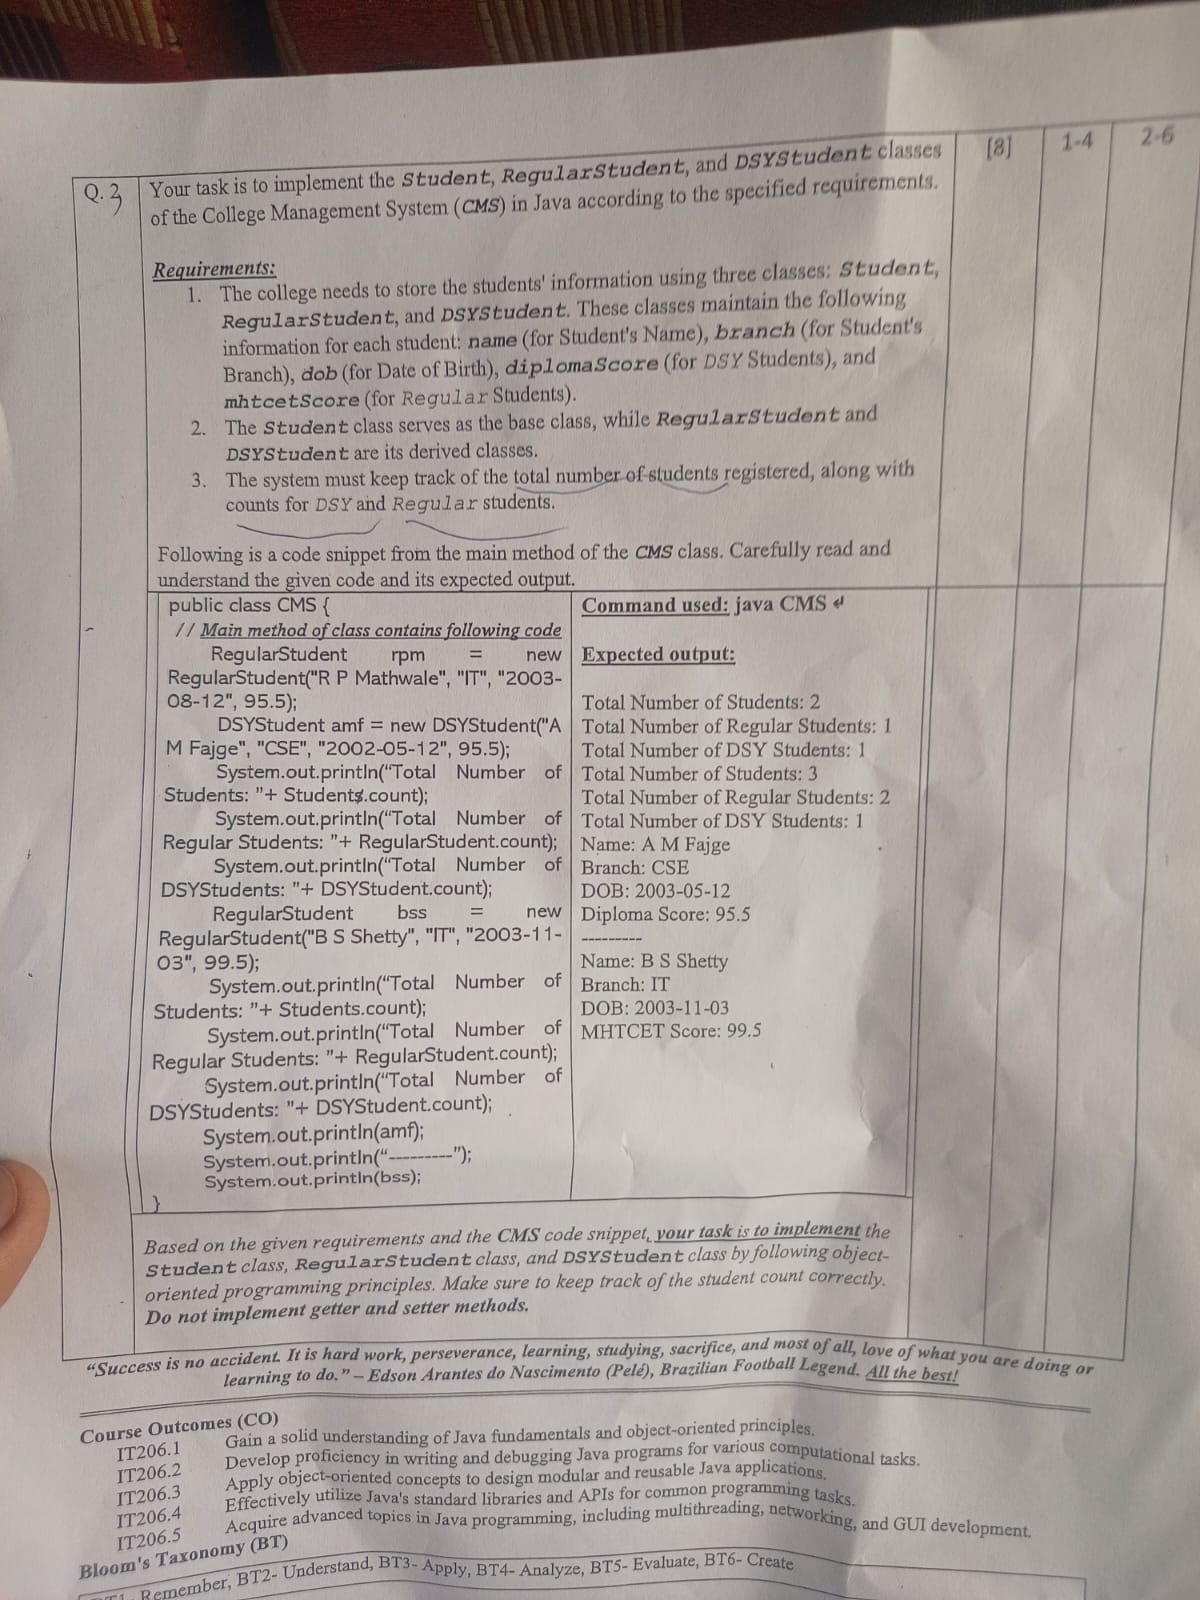 Q. 3
Your task is to implement the Student, RegularStudent, and DSYStudent classes
of the College Management System (CMS) in Java according to the specified requirements.
[8]
1-4
2-6
Requirements:
1. The college needs to store the students' information using three classes: Student,
RegularStudent, and DSYStudent. These classes maintain the following
information for each student: name (for Student's Name), branch (for Student's
Branch), dob (for Date of Birth), diplomaScore (for DSY Students), and
mhtcetScore (for Regular Students).
2. The Student class serves as the base class, while RegularStudent and
DSYStudent are its derived classes.
3. The system must keep track of the total number of students registered, along with
counts for DSY and Regular students.
Following is a code snippet from the main method of the CMS class. Carefully read and
understand the given code and its expected output.
public class CMS {
// Main method of class contains following code
RegularStudent rpm = new
RegularStudent("R P Mathwale", "IT", "2003-
08-12", 95.5);
DSYStudent amf = new DSYStudent("A
M Fajge", "CSE", "2002-05-12", 95.5);
System.out.println("Total Number of
Students: "+ Students.count);
System.out.println("Total Number of
Regular Students: "+ RegularStudent.count);
System.out.println("Total Number of
DSYStudents: "+ DSYStudent.count);
RegularStudent bss = new
RegularStudent("B S Shetty", "IT", "2003-11-
03", 99.5);
System.out.println("Total Number of
Students: "+ Students.count);
System.out.println("Total Number of
Regular Students: "+ RegularStudent.count);
System.out.println("Total Number of
DSYStudents: "+ DSYStudent.count);
System.out.println(amf);
System.out.println("---------");
System.out.println(bss);
}
Command used: java CMS ↵
Expected output:
Total Number of Students: 2
Total Number of Regular Students: 1
Total Number of DSY Students: 1
Total Number of Students: 3
Total Number of Regular Students: 2
Total Number of DSY Students: 1
Name: A M Fajge
Branch: CSE
DOB: 2003-05-12
Diploma Score: 95.5
---------
Name: B S Shetty
Branch: IT
DOB: 2003-11-03
MHTCET Score: 99.5
Based on the given requirements and the CMS code snippet, your task is to implement the
Student class, RegularStudent class, and DSYStudent class by following object-
oriented programming principles. Make sure to keep track of the student count correctly.
Do not implement getter and setter methods.
"Success is no accident. It is hard work, perseverance, learning, studying, sacrifice, and most of all, love of what you are doing or
learning to do." – Edson Arantes do Nascimento (Pelé), Brazilian Football Legend. All the best!
Course Outcomes (CO)
IT206.1 Gain a solid understanding of Java fundamentals and object-oriented principles.
IT206.2 Develop proficiency in writing and debugging Java programs for various computational tasks.
IT206.3 Apply object-oriented concepts to design modular and reusable Java applications.
IT206.4 Effectively utilize Java's standard libraries and APIs for common programming tasks.
IT206.5 Acquire advanced topics in Java programming, including multithreading, networking, and GUI development.
Bloom's Taxonomy (BT)
Remember, BT2- Understand, BT3- Apply, BT4- Analyze, BT5- Evaluate, BT6- Create